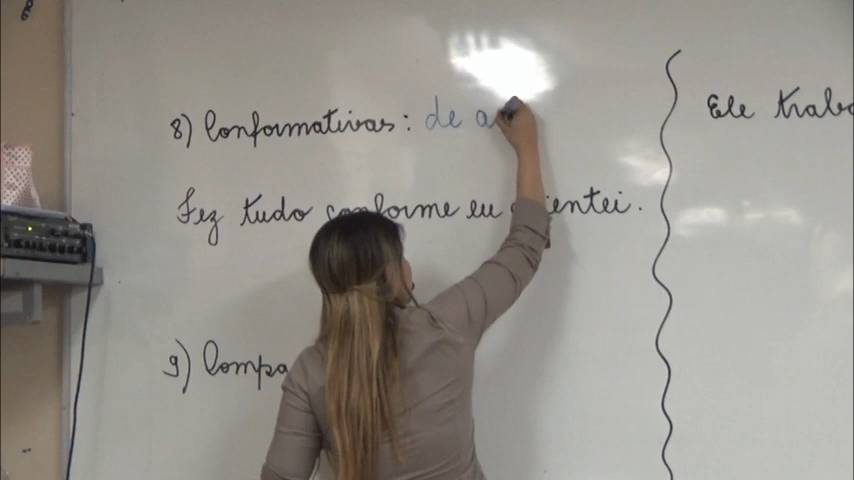 8) Conformativas: de a
Fez tudo conforme eu orientei.
9) Compa
Ele traba